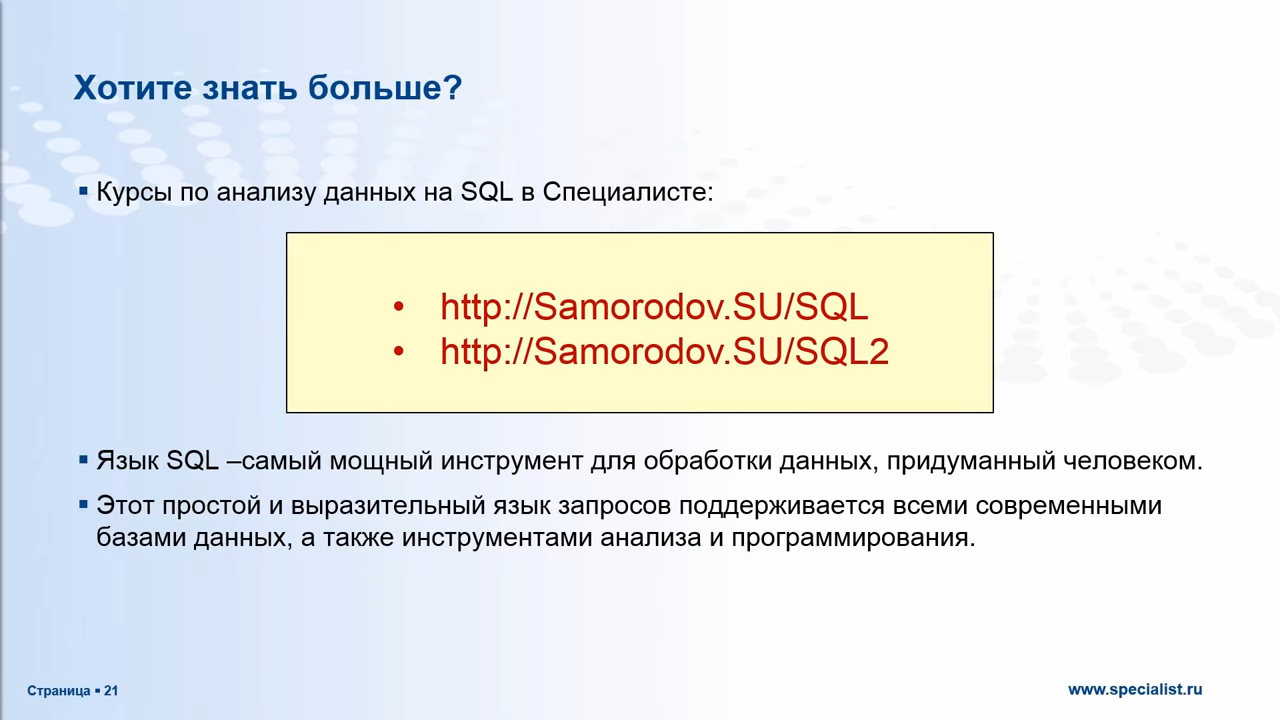 Хотите знать больше?
▪ Курсы по анализу данных на SQL в Специалисте:
• http://Samorodov.SU/SQL
• http://Samorodov.SU/SQL2
▪ Язык SQL –самый мощный инструмент для обработки данных, придуманный человеком.
▪ Этот простой и выразительный язык запросов поддерживается всеми современными
базами данных, а также инструментами анализа и программирования.
Страница ▪ 21
www.specialist.ru